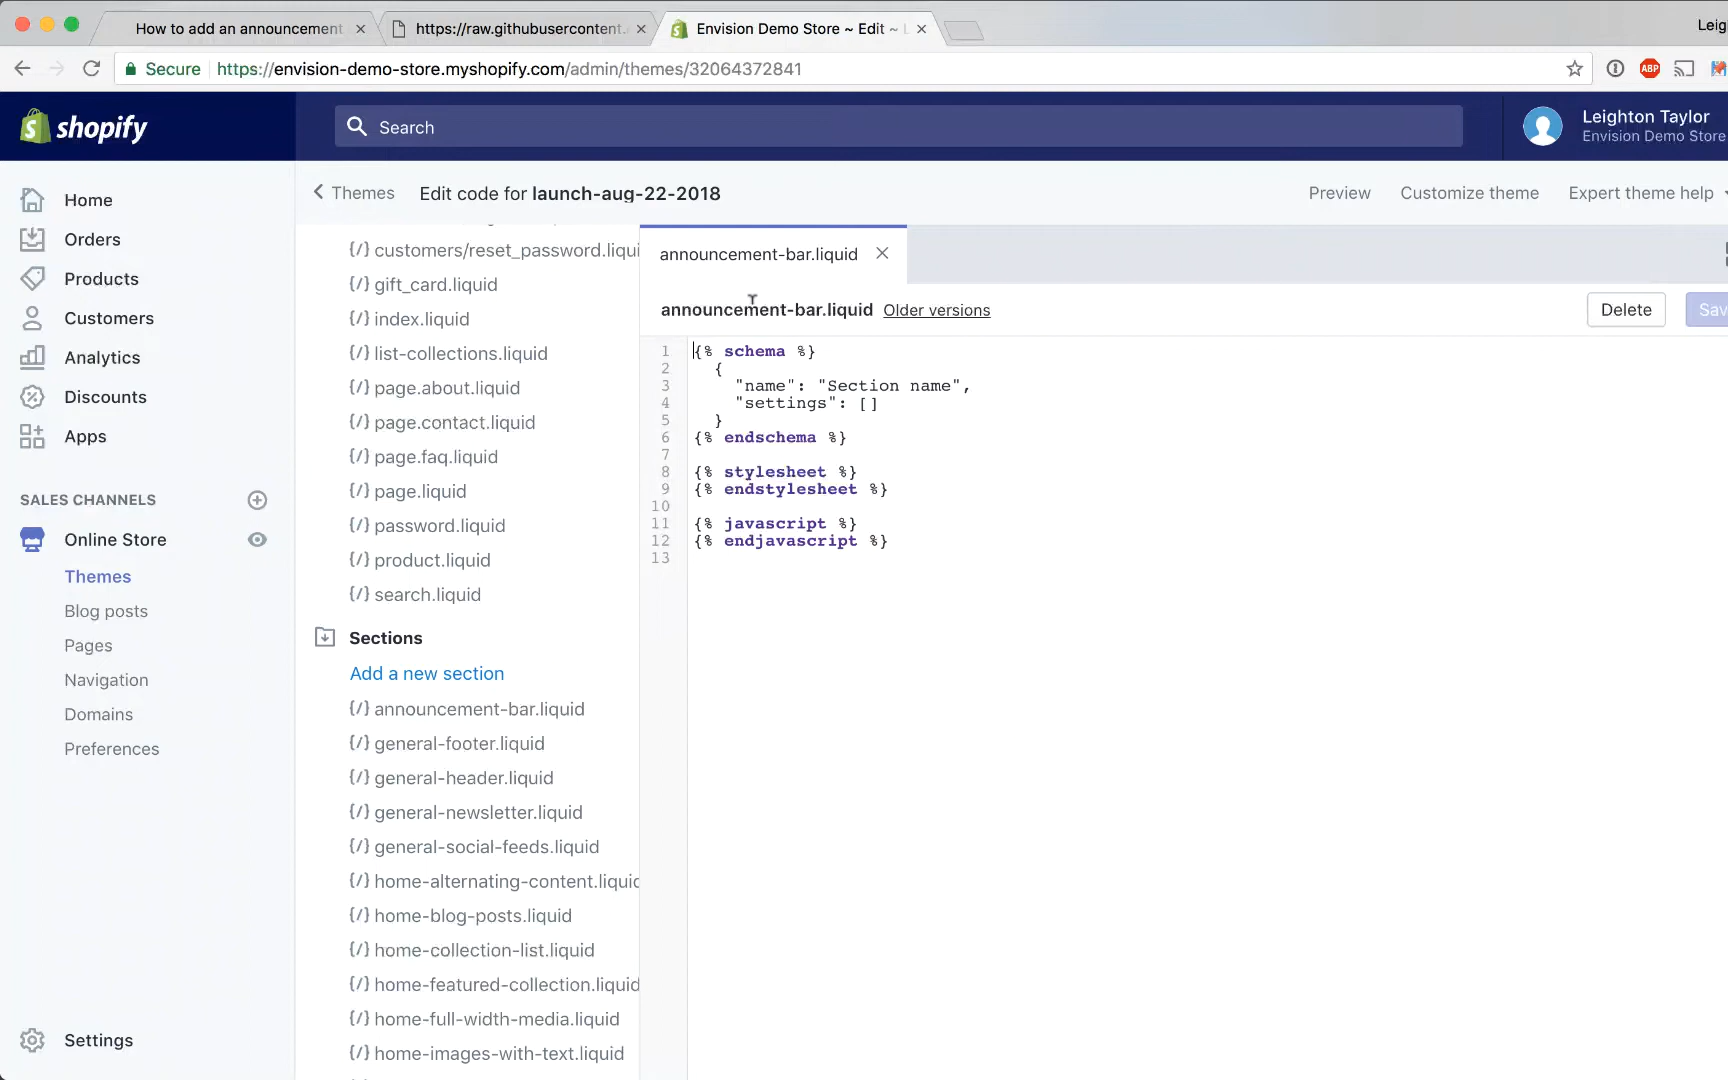 How to add an announcement
https://raw.githubusercontent.
Envision Demo Store ~ Edit ~ L
Leig
Secure https://envision-demo-store.myshopify.com/admin/themes/32064372841
ABP
shopify
Search
Leighton Taylor
Envision Demo Store
Home
Orders
Products
Customers
Analytics
Discounts
Apps
SALES CHANNELS
Online Store
Themes
Blog posts
Pages
Navigation
Domains
Preferences
Settings
Themes
Edit code for launch-aug-22-2018
Preview
Customize theme
Expert theme help
{/} customers/reset_password.liqui
{/} gift_card.liquid
{/} index.liquid
{/} list-collections.liquid
{/} page.about.liquid
{/} page.contact.liquid
{/} page.faq.liquid
{/} page.liquid
{/} password.liquid
{/} product.liquid
{/} search.liquid
Sections
Add a new section
{/} announcement-bar.liquid
{/} general-footer.liquid
{/} general-header.liquid
{/} general-newsletter.liquid
{/} general-social-feeds.liquid
{/} home-alternating-content.liquid
{/} home-blog-posts.liquid
{/} home-collection-list.liquid
{/} home-featured-collection.liquid
{/} home-full-width-media.liquid
{/} home-images-with-text.liquid
announcement-bar.liquid
announcement-bar.liquid Older versions
Delete
Sav
1 {% schema %}
2 {
3 "name": "Section name",
4 "settings": []
5 }
6 {% endschema %}
7
8 {% stylesheet %}
9 {% endstylesheet %}
10
11 {% javascript %}
12 {% endjavascript %}
13